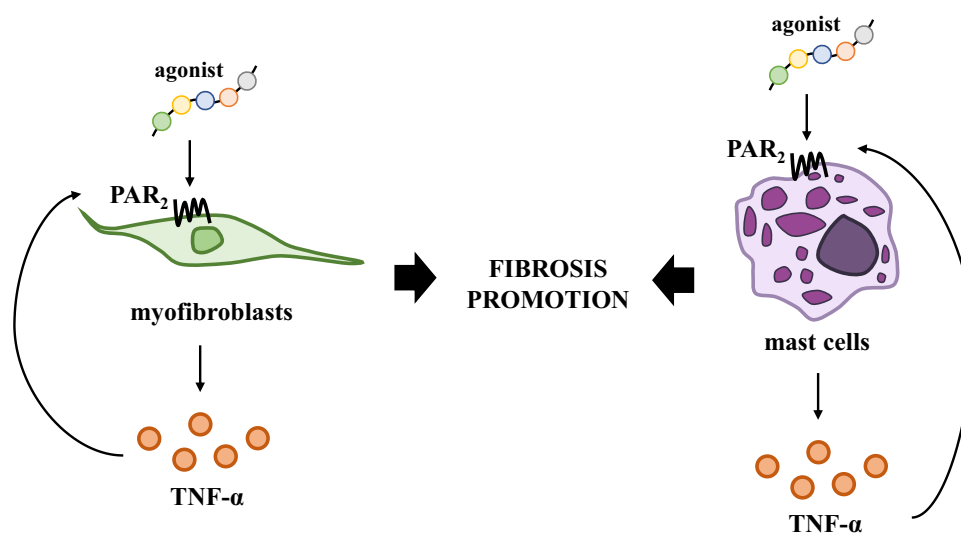 agonist
PAR₂
myofibroblasts
TNF-α
FIBROSIS
PROMOTION
agonist
PAR₂
mast cells
TNF-α